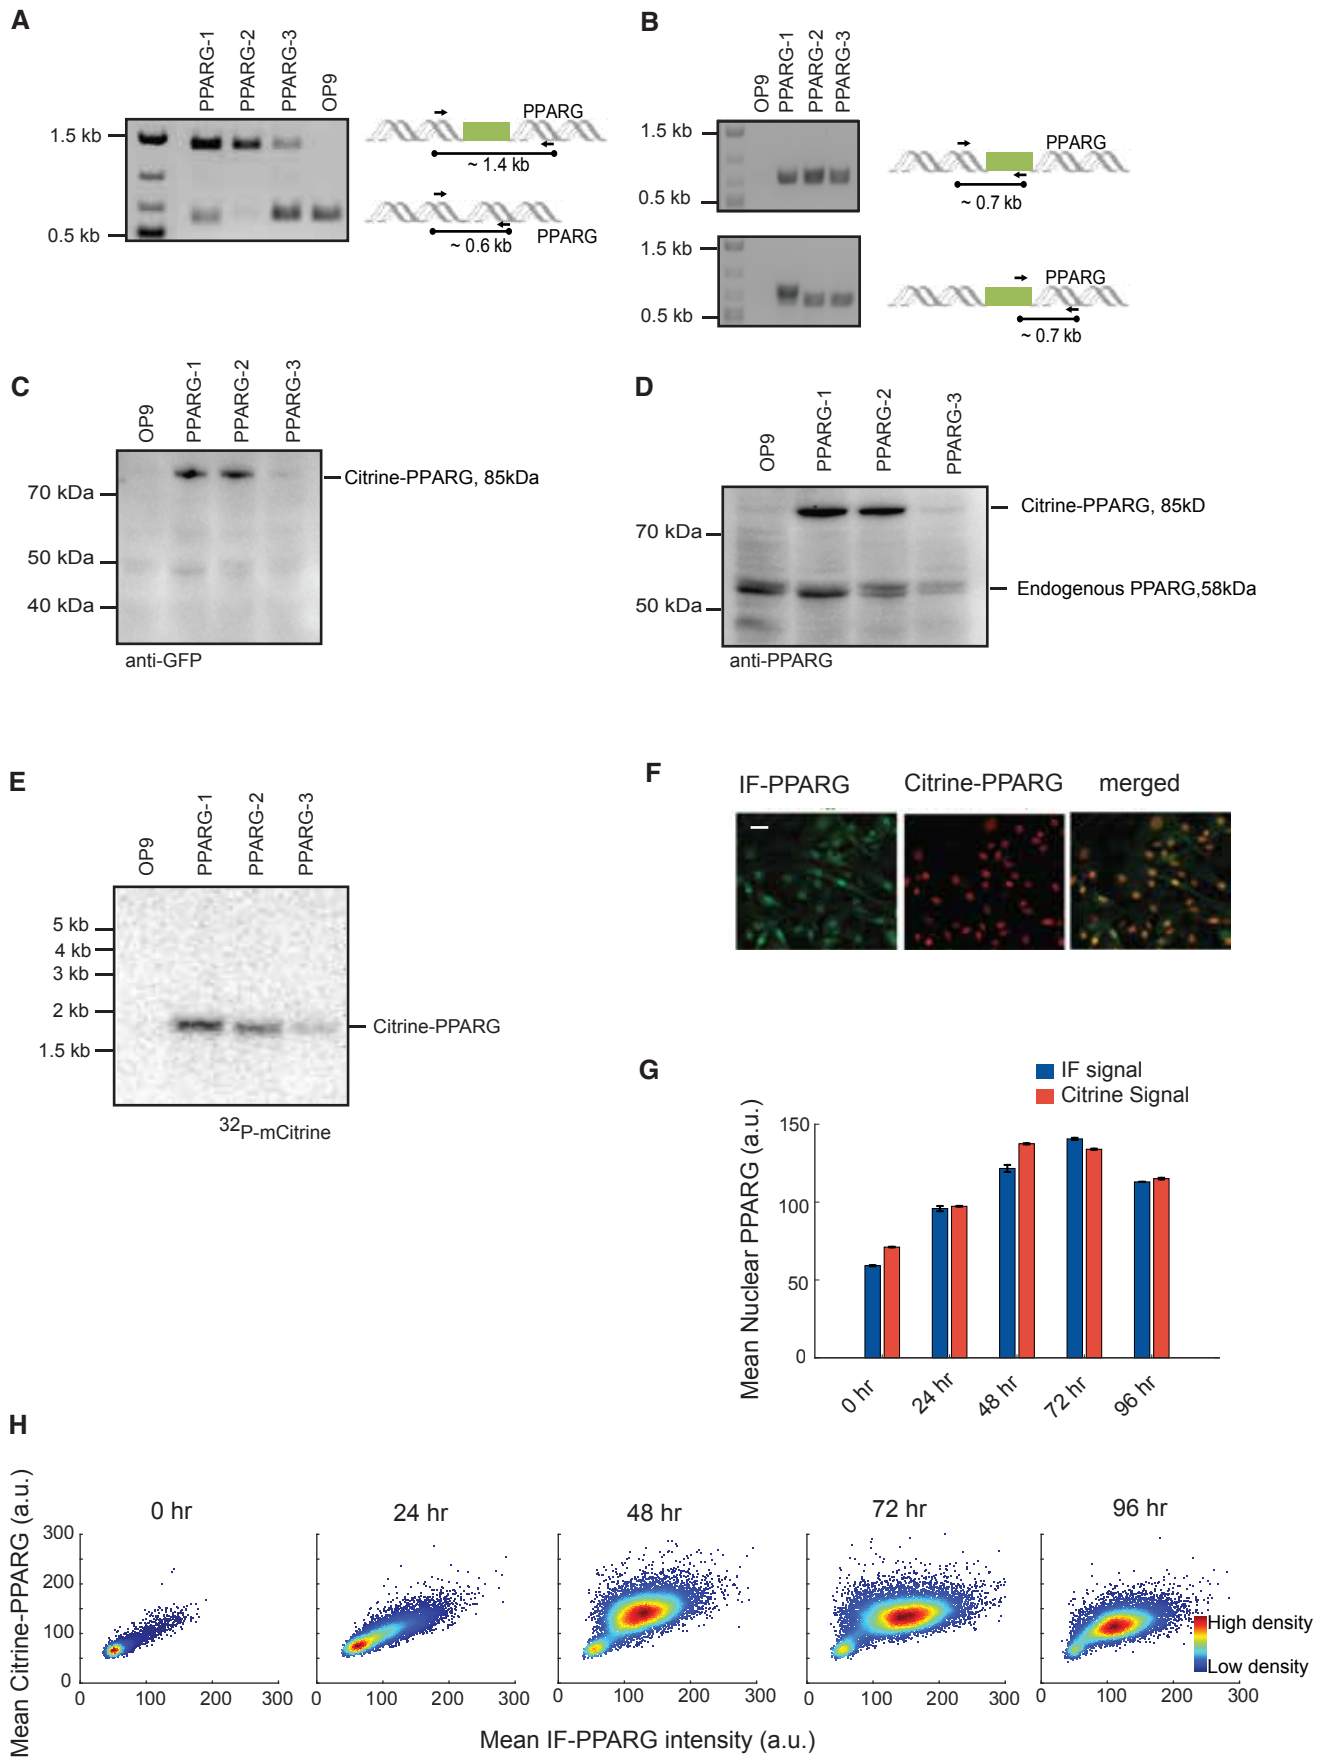 A
PPARG-1
PPARG-2
PPARG-3
OP9
1.5 kb
0.5 kb
PPARG
~ 1.4 kb
~ 0.6 kb
PPARG
B
OP9
PPARG-1
PPARG-2
PPARG-3
1.5 kb
0.5 kb
PPARG
~ 0.7 kb
1.5 kb
0.5 kb
PPARG
~ 0.7 kb
C
OP9
PPARG-1
PPARG-2
PPARG-3
70 kDa
50 kDa
40 kDa
Citrine-PPARG, 85kDa
anti-GFP
D
OP9
PPARG-1
PPARG-2
PPARG-3
70 kDa
50 kDa
Citrine-PPARG, 85kD
Endogenous PPARG,58kDa
anti-PPARG
E
OP9
PPARG-1
PPARG-2
PPARG-3
5 kb
4 kb
3 kb
2 kb
1.5 kb
Citrine-PPARG
32P-mCitrine
F
IF-PPARG
Citrine-PPARG
merged
G
IF signal
Citrine Signal
Mean Nuclear PPARG (a.u.)
150
100
50
0
0 hr
24 hr
48 hr
72 hr
96 hr
H
Mean Citrine-PPARG (a.u.)
0 hr
24 hr
48 hr
72 hr
96 hr
300
200
100
0
0 100 200 300
0 100 200 300
0 100 200 300
0 100 200 300
0 100 200 300
High density
Low density
Mean IF-PPARG intensity (a.u.)